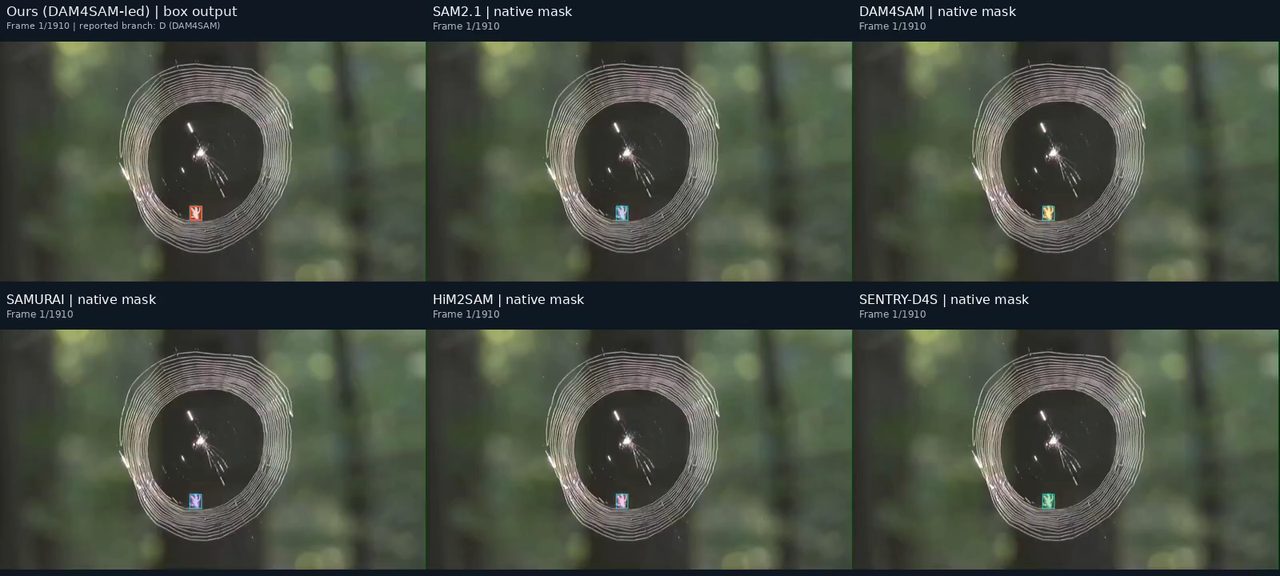 Ours (DAM4SAM-led) | box output
Frame 1/1910 | reported branch: D (DAM4SAM)
SAM2.1 | native mask
Frame 1/1910
DAM4SAM | native mask
Frame 1/1910
SAMURAI | native mask
Frame 1/1910
HiM2SAM | native mask
Frame 1/1910
SENTRY-D4S | native mask
Frame 1/1910